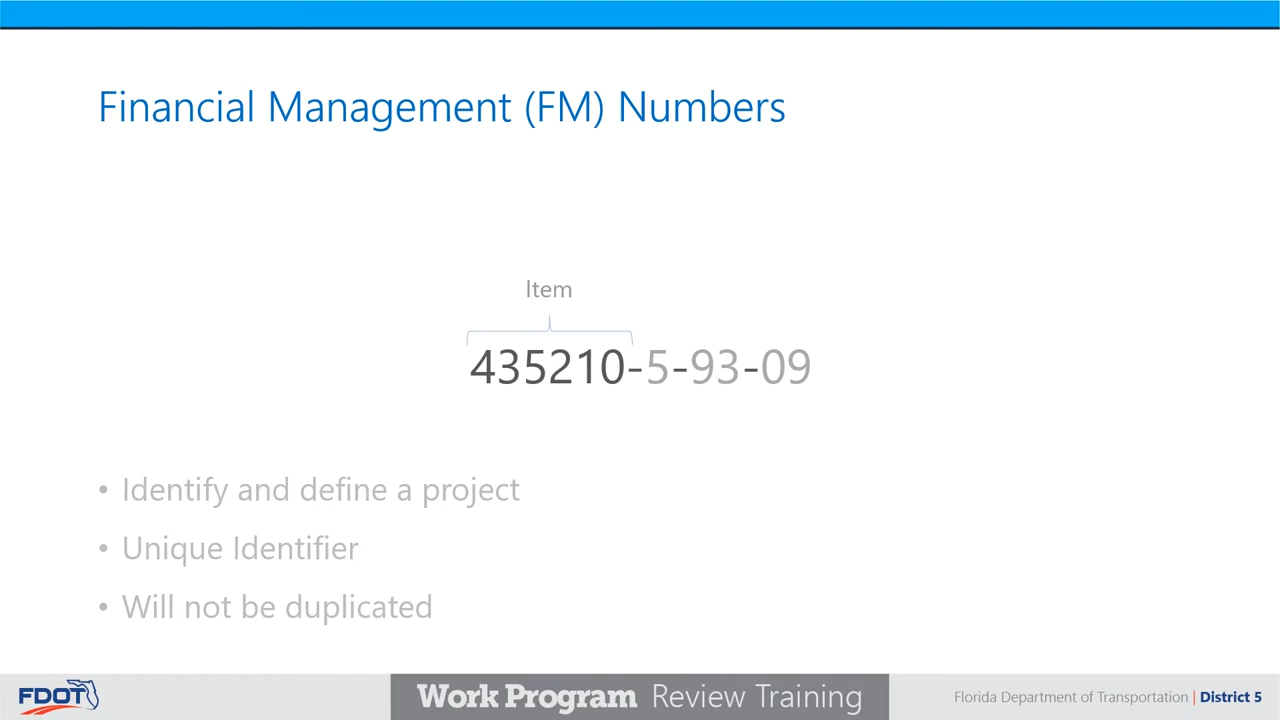 Financial Management (FM) Numbers
Item
435210-5-93-09
• Identify and define a project
• Unique Identifier
• Will not be duplicated
FDOT
Work Program Review Training
Florida Department of Transportation | District 5